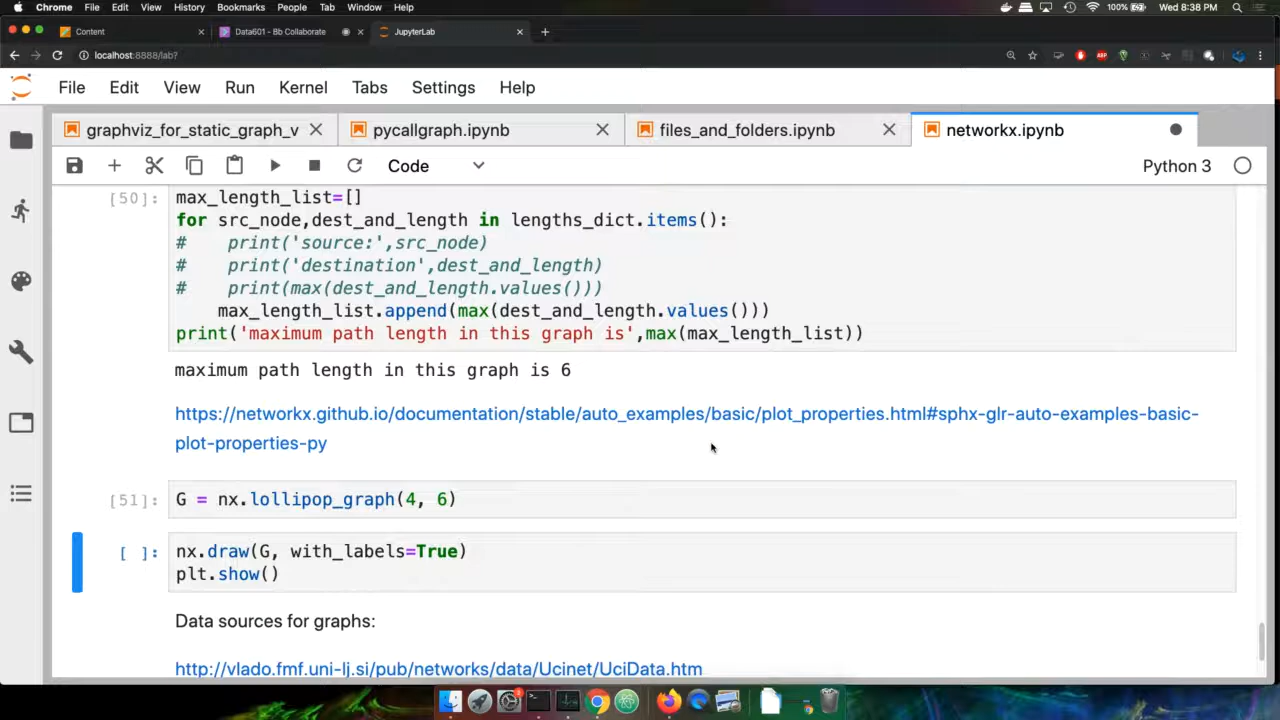 Chrome File Edit View History Bookmarks People Tab Window Help 100% Wed 8:38 PM
Content Data601 - Bb Collaborate JupyterLab
localhost:8888/lab?
File Edit View Run Kernel Tabs Settings Help
graphviz_for_static_graph_v pycallgraph.ipynb files_and_folders.ipynb networkx.ipynb
Code Python 3
[50]: max_length_list=[]
for src_node,dest_and_length in lengths_dict.items():
# print('source:',src_node)
# print('destination',dest_and_length)
# print(max(dest_and_length.values()))
max_length_list.append(max(dest_and_length.values()))
print('maximum path length in this graph is',max(max_length_list))
maximum path length in this graph is 6
https://networkx.github.io/documentation/stable/auto_examples/basic/plot_properties.html#sphx-glr-auto-examples-basic-
plot-properties-py
[51]: G = nx.lollipop_graph(4, 6)
[ ]: nx.draw(G, with_labels=True)
plt.show()
Data sources for graphs:
http://vlado.fmf.uni-lj.si/pub/networks/data/Ucinet/UciData.htm